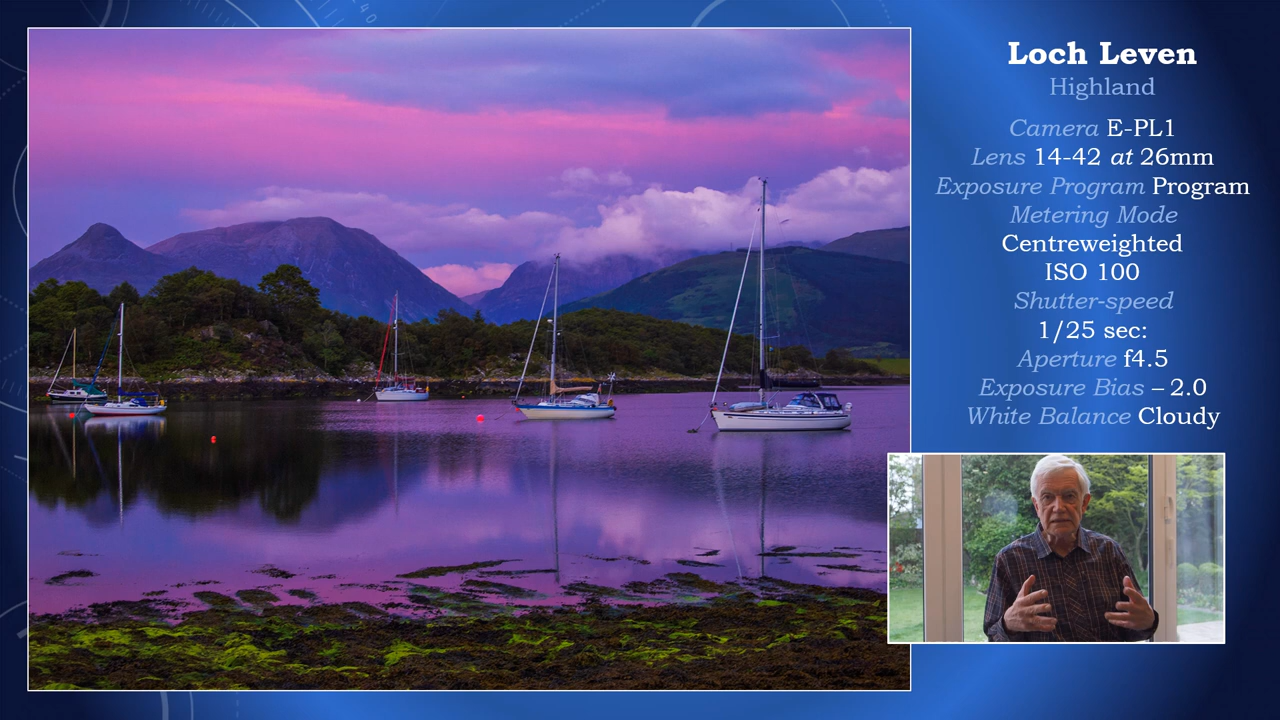 Loch Leven
Highland
Camera E-PL1
Lens 14-42 at 26mm
Exposure Program Program
Metering Mode
Centreweighted
ISO 100
Shutter-speed
1/25 sec:
Aperture f4.5
Exposure Bias – 2.0
White Balance Cloudy
40